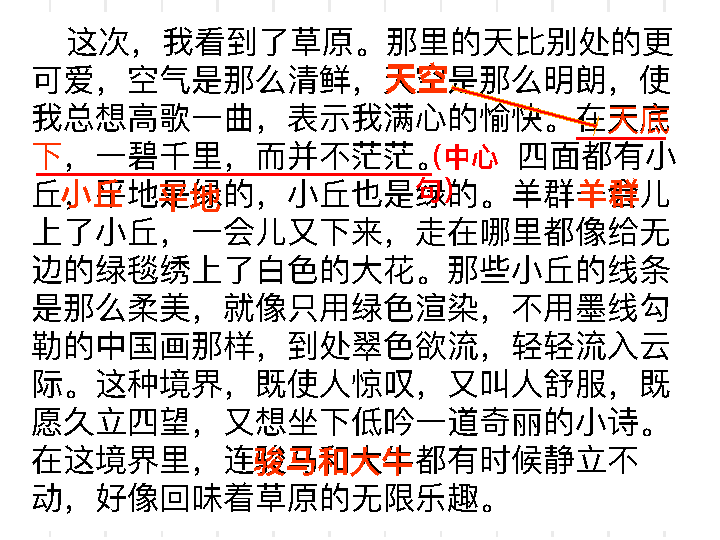 这次，我看到了草原。那里的天比别处的更
可爱，空气是那么清鲜，天空是那么明朗，使
我总想高歌一曲，表示我满心的愉快。在天底
下，一碧千里，而并不茫茫。（中心句）四面都有小
丘，平地是绿的，小丘也是绿的。羊群一会儿
上了小丘，一会儿又下来，走在哪里都像给无
边的绿毯绣上了白色的大花。那些小丘的线条
是那么柔美，就像只用绿色渲染，不用墨线勾
勒的中国画那样，到处翠色欲流，轻轻流入云
际。这种境界，既使人惊叹，又叫人舒服，既
愿久立四望，又想坐下低吟一道奇丽的小诗。
在这境界里，连骏马和大牛都有时候静立不
动，好像回味着草原的无限乐趣。
天空
小丘
平地
羊群
骏马和大牛